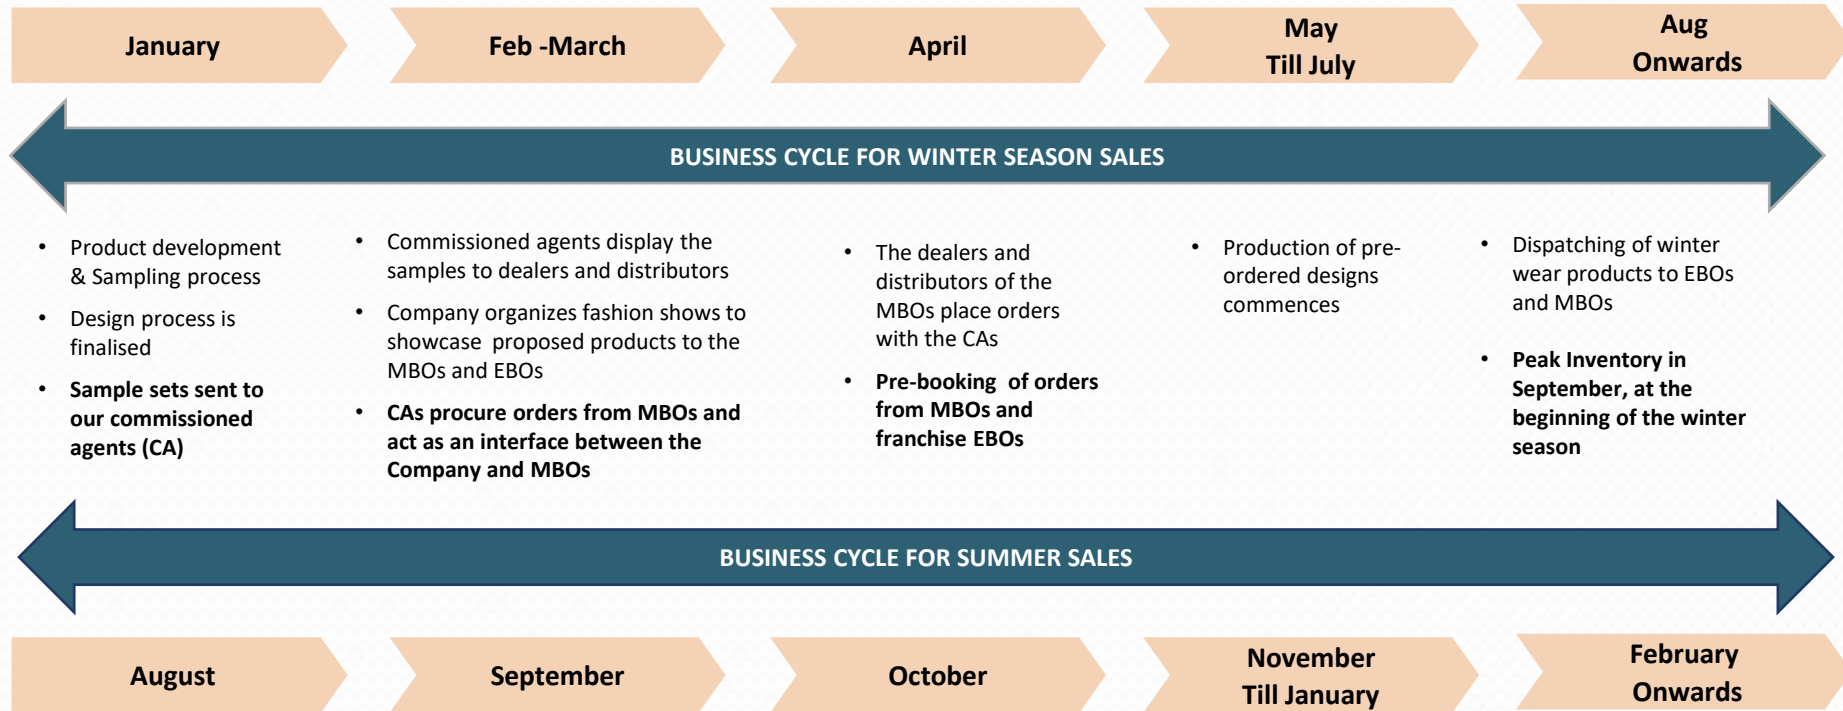 January
Feb -March
April
May
Till July
Aug
Onwards
BUSINESS CYCLE FOR WINTER SEASON SALES
• Product development
& Sampling process
• Design process is
finalised
• Sample sets sent to
our commissioned
agents (CA)
• Commissioned agents display the
samples to dealers and distributors
• Company organizes fashion shows to
showcase proposed products to the
MBOs and EBOs
• CAs procure orders from MBOs and
act as an interface between the
Company and MBOs
• The dealers and
distributors of the
MBOs place orders
with the CAs
• Pre-booking of orders
from MBOs and
franchise EBOs
• Production of pre-
ordered designs
commences
• Dispatching of winter
wear products to EBOs
and MBOs
• Peak Inventory in
September, at the
beginning of the winter
season
BUSINESS CYCLE FOR SUMMER SALES
August
September
October
November
Till January
February
Onwards